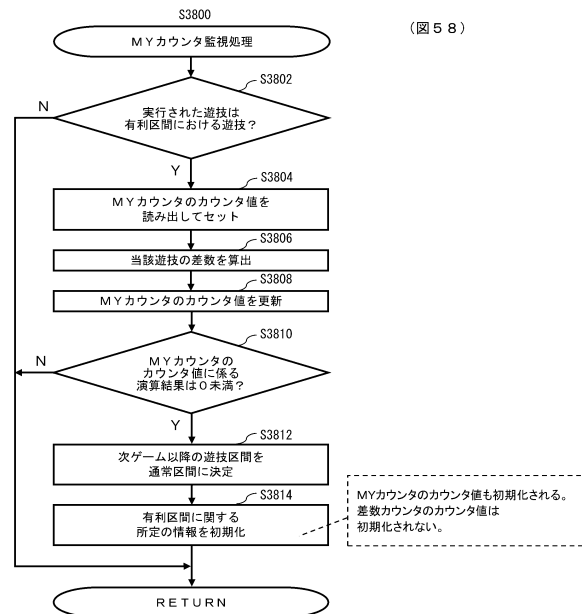 S3800
（図５８）
ＭＹカウンタ監視処理
S3802
実行された遊技は
有利区間における遊技？
N
Y
S3804
ＭＹカウンタのカウンタ値を
読み出してセット
S3806
当該遊技の差数を算出
S3808
ＭＹカウンタのカウンタ値を更新
S3810
ＭＹカウンタの
カウンタ値に係る
演算結果は０未満？
N
Y
S3812
次ゲーム以降の遊技区間を
通常区間に決定
S3814
有利区間に関する
所定の情報を初期化
MYカウンタのカウンタ値も初期化される。
差数カウンタのカウンタ値は
初期化されない。
ＲＥＴＵＲＮ